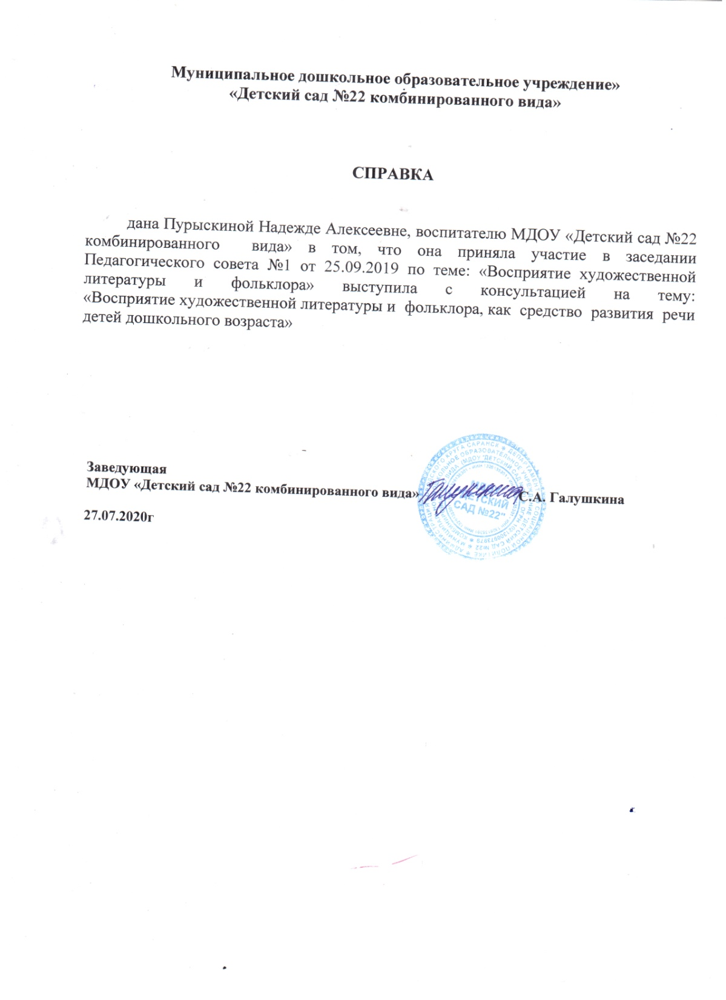 Муниципальное дошкольное образовательное учреждение»
«Детский сад №22 комбинированного вида»
СПРАВКА
дана Пурыскиной Надежде Алексеевне, воспитателю МДОУ «Детский сад №22
комбинированного вида» в том, что она приняла участие в заседании
Педагогического совета №1 от 25.09.2019 по теме: «Восприятие художественной
литературы и фольклора» выступила с консультацией на тему:
«Восприятие художественной литературы и фольклора, как средство развития речи
детей дошкольного возраста»
Заведующая
МДОУ «Детский сад №22 комбинированного вида» С.А. Галушкина
27.07.2020г
ДЕТСКИЙ
САД №22"